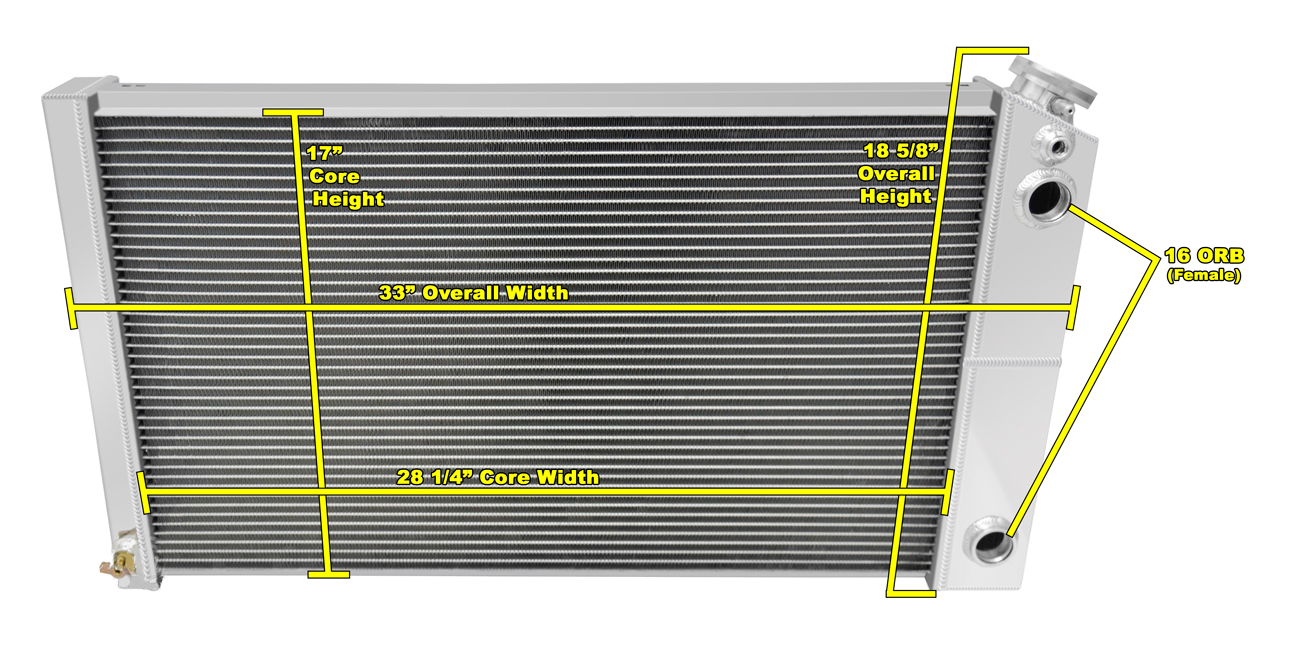 17”
Core
Height
18 5/8”
Overall
Height
16 ORB
(Female)
33” Overall Width
28 1/4” Core Width